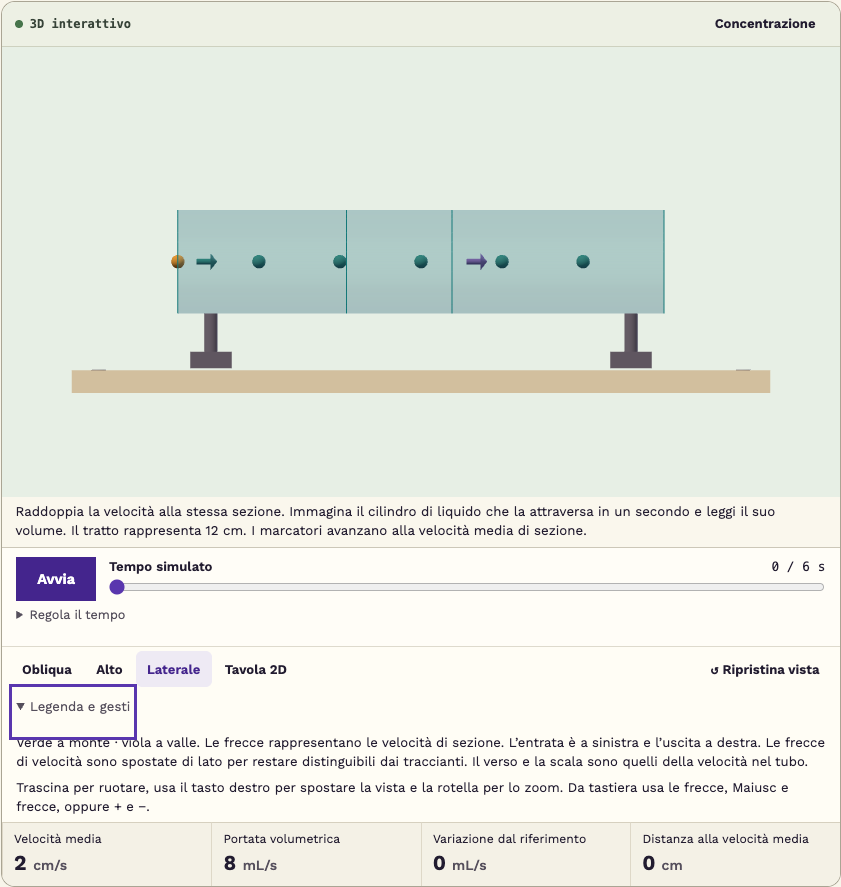 3D interattivo
Concentrazione
Raddoppia la velocità alla stessa sezione. Immagina il cilindro di liquido che la attraversa in un secondo e leggi il suo
volume. Il tratto rappresenta 12 cm. I marcatori avanzano alla velocità media di sezione.
Avvia
Tempo simulato
0 / 6 s
▶ Regola il tempo
Obliqua
Alto
Laterale
Tavola 2D
↺ Ripristina vista
▼ Legenda e gesti
Verde a monte · viola a valle. Le frecce rappresentano le velocità di sezione. L’entrata è a sinistra e l’uscita a destra. Le frecce
di velocità sono spostate di lato per restare distinguibili dai traccianti. Il verso e la scala sono quelli della velocità nel tubo.
Trascina per ruotare, usa il tasto destro per spostare la vista e la rotella per lo zoom. Da tastiera usa le frecce, Maiusc e
frecce, oppure + e −.
Velocità media
2 cm/s
Portata volumetrica
8 mL/s
Variazione dal riferimento
0 mL/s
Distanza alla velocità media
0 cm